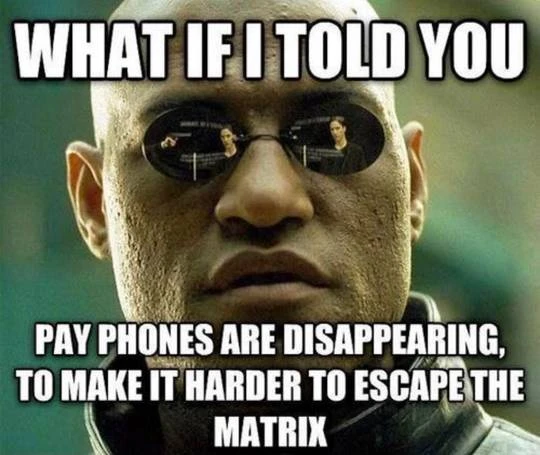 WHAT IF I TOLD YOU
PAY PHONES ARE DISAPPEARING,
TO MAKE IT HARDER TO ESCAPE THE
MATRIX